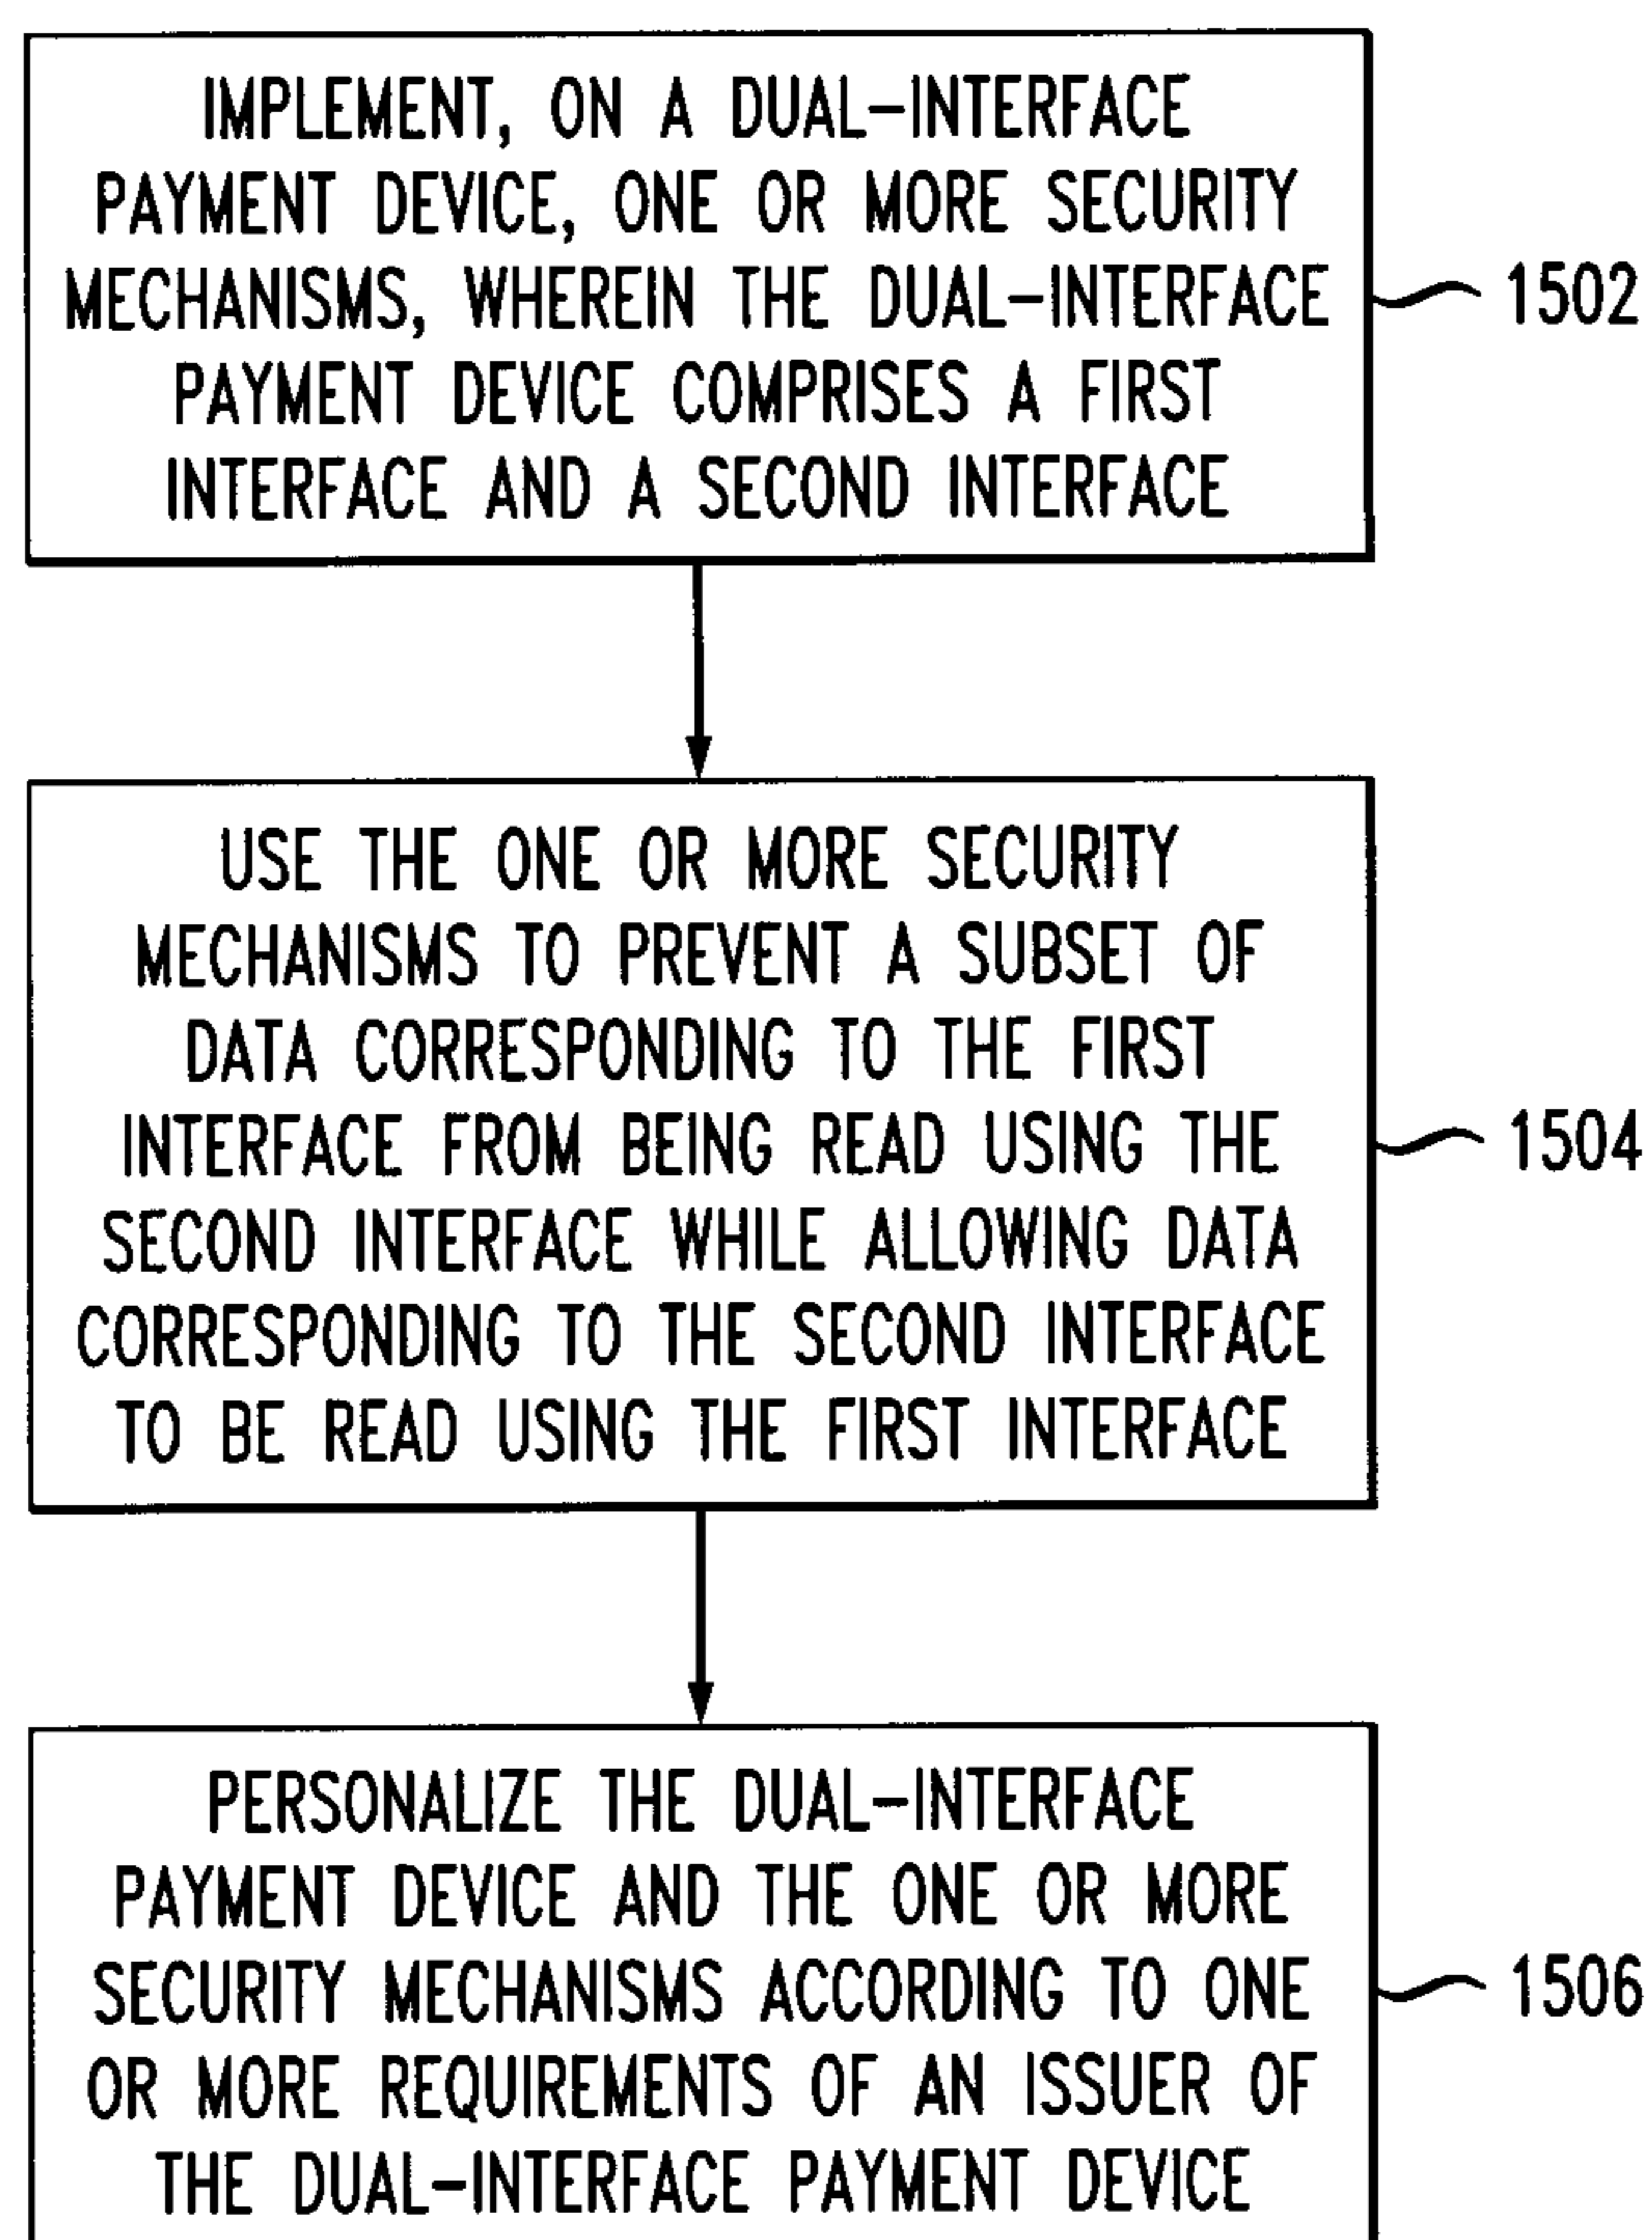 IMPLEMENT, ON A DUAL-INTERFACE
PAYMENT DEVICE, ONE OR MORE SECURITY
MECHANISMS, WHEREIN THE DUAL-INTERFACE
PAYMENT DEVICE COMPRISES A FIRST
INTERFACE AND A SECOND INTERFACE
1502
USE THE ONE OR MORE SECURITY
MECHANISMS TO PREVENT A SUBSET OF
DATA CORRESPONDING TO THE FIRST
INTERFACE FROM BEING READ USING THE
SECOND INTERFACE WHILE ALLOWING DATA
CORRESPONDING TO THE SECOND INTERFACE
TO BE READ USING THE FIRST INTERFACE
1504
PERSONALIZE THE DUAL-INTERFACE
PAYMENT DEVICE AND THE ONE OR MORE
SECURITY MECHANISMS ACCORDING TO ONE
OR MORE REQUIREMENTS OF AN ISSUER OF
THE DUAL-INTERFACE PAYMENT DEVICE
1506